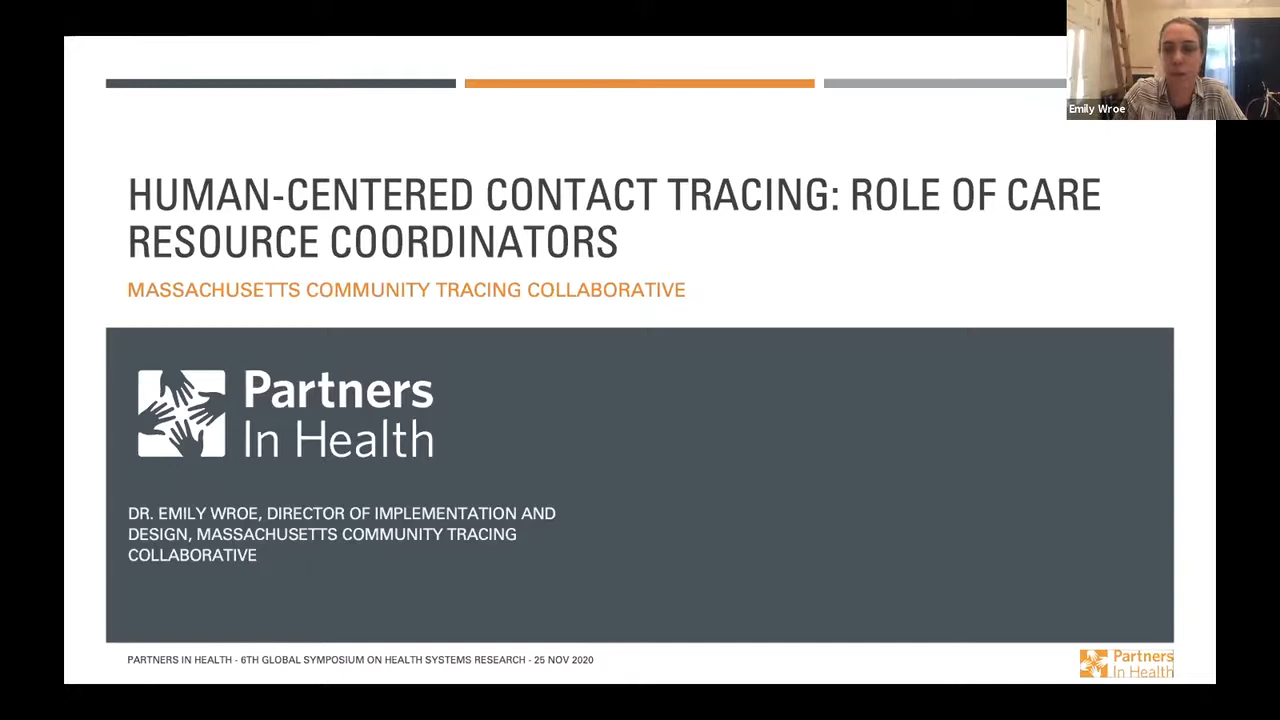 Emily Wroe
HUMAN-CENTERED CONTACT TRACING: ROLE OF CARE
RESOURCE COORDINATORS
MASSACHUSETTS COMMUNITY TRACING COLLABORATIVE
Partners
In Health
DR. EMILY WROE, DIRECTOR OF IMPLEMENTATION AND
DESIGN, MASSACHUSETTS COMMUNITY TRACING
COLLABORATIVE
PARTNERS IN HEALTH - 6TH GLOBAL SYMPOSIUM ON HEALTH SYSTEMS RESEARCH - 25 NOV 2020
Partners
In Health